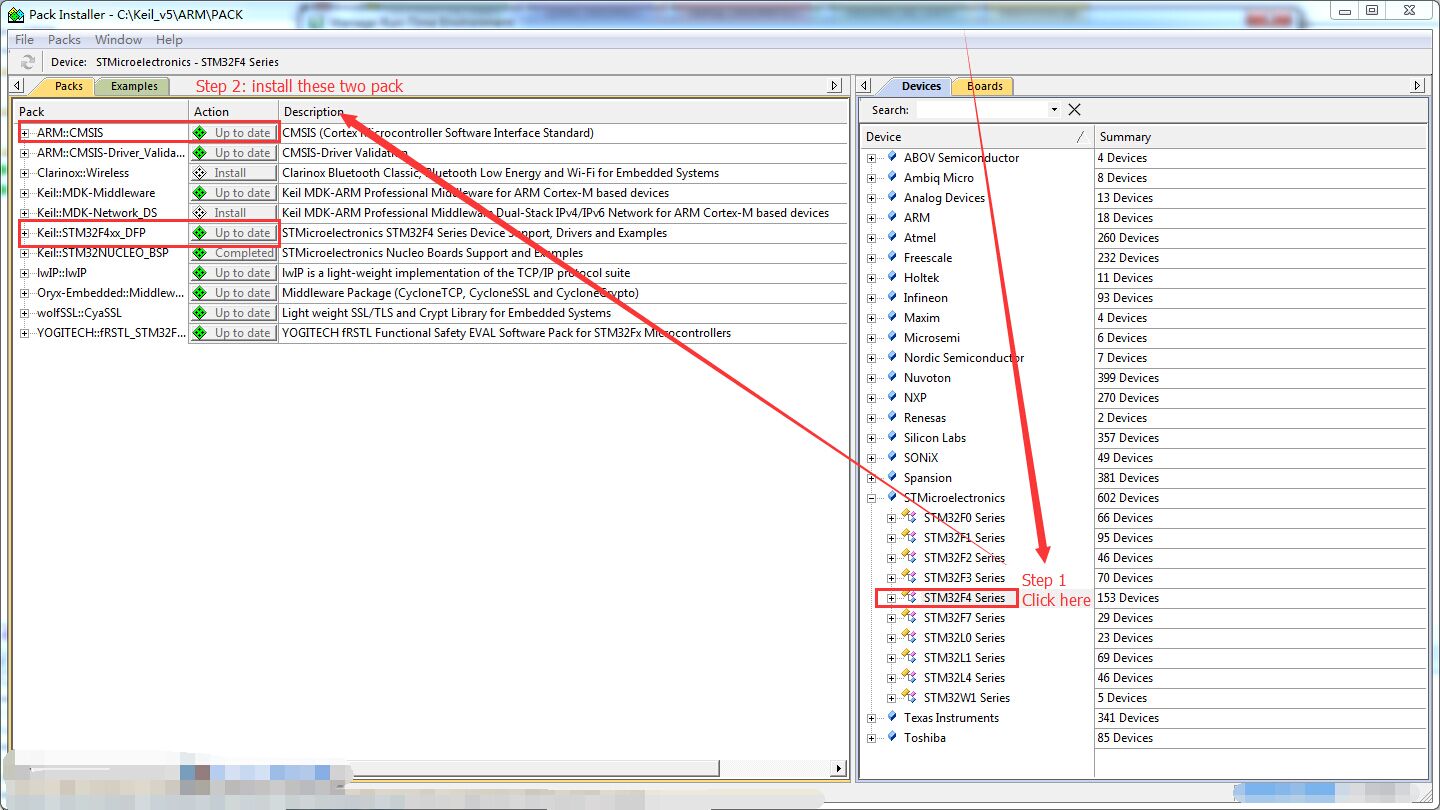 Pack Installer - C:\Keil_v5\ARM\PACK
File Packs Window Help
Device: STMicroelectronics - STM32F4 Series
Packs Examples Step 2: install these two pack
Pack Action Description
ARM::CMSIS Up to date CMSIS (Cortex Microcontroller Software Interface Standard)
ARM::CMSIS-Driver_Valida... Up to date CMSIS-Driver Validation
Clarinox::Wireless Install Clarinox Bluetooth Classic, Bluetooth Low Energy and Wi-Fi for Embedded Systems
Keil::MDK-Middleware Up to date Keil MDK-ARM Professional Middleware for ARM Cortex-M based devices
Keil::MDK-Network_DS Install Keil MDK-ARM Professional Middleware Dual-Stack IPv4/IPv6 Network for ARM Cortex-M based devices
Keil::STM32F4xx_DFP Up to date STMicroelectronics STM32F4 Series Device Support, Drivers and Examples
Keil::STM32NUCLEO_BSP Completed STMicroelectronics Nucleo Boards Support and Examples
lwIP::lwIP Up to date lwIP is a light-weight implementation of the TCP/IP protocol suite
Oryx-Embedded::Middlew... Up to date Middleware Package (CycloneTCP, CycloneSSL and CycloneCrypto)
wolfSSL::CyaSSL Up to date Light weight SSL/TLS and Crypt Library for Embedded Systems
YOGITECH::fRSTL_STM32F... Up to date YOGITECH fRSTL Functional Safety EVAL Software Pack for STM32Fx Microcontrollers
Devices Boards
Search:
Device Summary
ABOV Semiconductor 4 Devices
Ambiq Micro 8 Devices
Analog Devices 13 Devices
ARM 18 Devices
Atmel 260 Devices
Freescale 232 Devices
Holtek 11 Devices
Infineon 93 Devices
Maxim 4 Devices
Microsemi 6 Devices
Nordic Semiconductor 7 Devices
Nuvoton 399 Devices
NXP 270 Devices
Renesas 2 Devices
Silicon Labs 357 Devices
SONiX 49 Devices
Spansion 381 Devices
STMicroelectronics 602 Devices
STM32F0 Series 66 Devices
STM32F1 Series 95 Devices
STM32F2 Series 46 Devices
STM32F3 Series 70 Devices
Step 1
STM32F4 Series Click here 153 Devices
STM32F7 Series 29 Devices
STM32L0 Series 23 Devices
STM32L1 Series 69 Devices
STM32L4 Series 46 Devices
STM32W1 Series 5 Devices
Texas Instruments 341 Devices
Toshiba 85 Devices